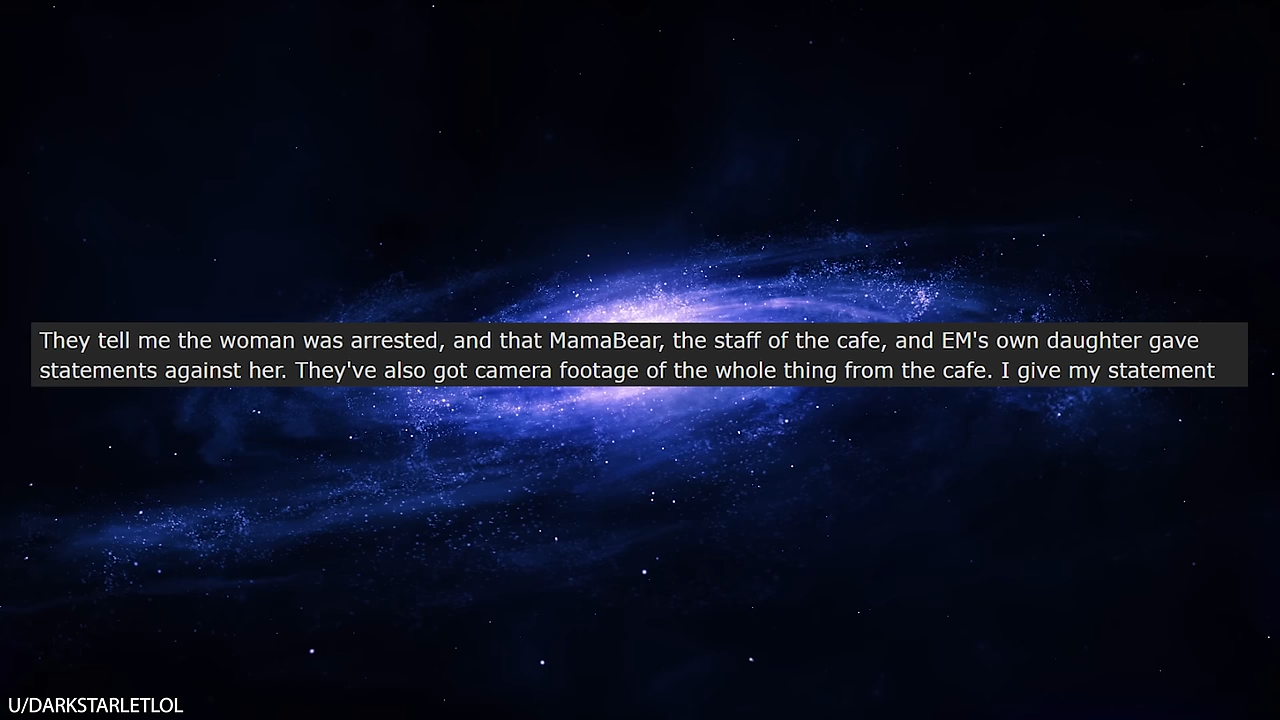 They tell me the woman was arrested, and that MamaBear, the staff of the cafe, and EM's own daughter gave
statements against her. They've also got camera footage of the whole thing from the cafe. I give my statement
U/DARKSTARLETLOL